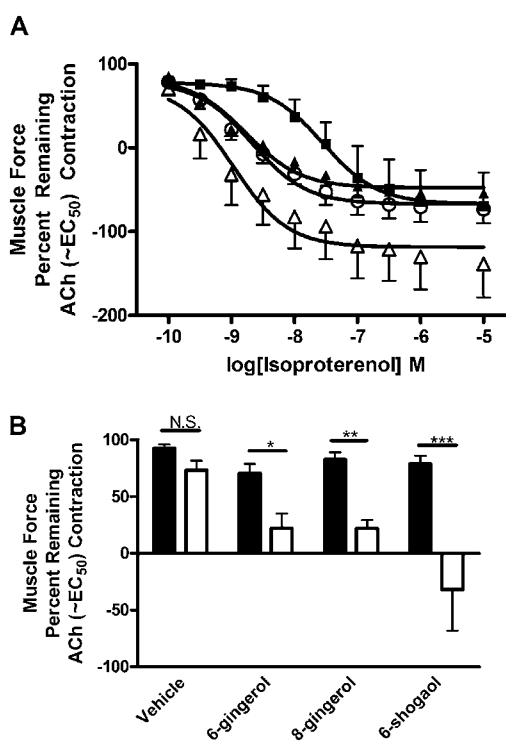 A
Muscle Force
Percent Remaining
ACh (~EC50) Contraction
100
0
-100
-200
-10
-9
-8
-7
-6
-5
log[Isoproterenol] M
B
Muscle Force
Percent Remaining
ACh (~EC50) Contraction
100
50
0
-50
-100
N.S.
*
**
***
Vehicle
6-gingerol
8-gingerol
6-shogaol